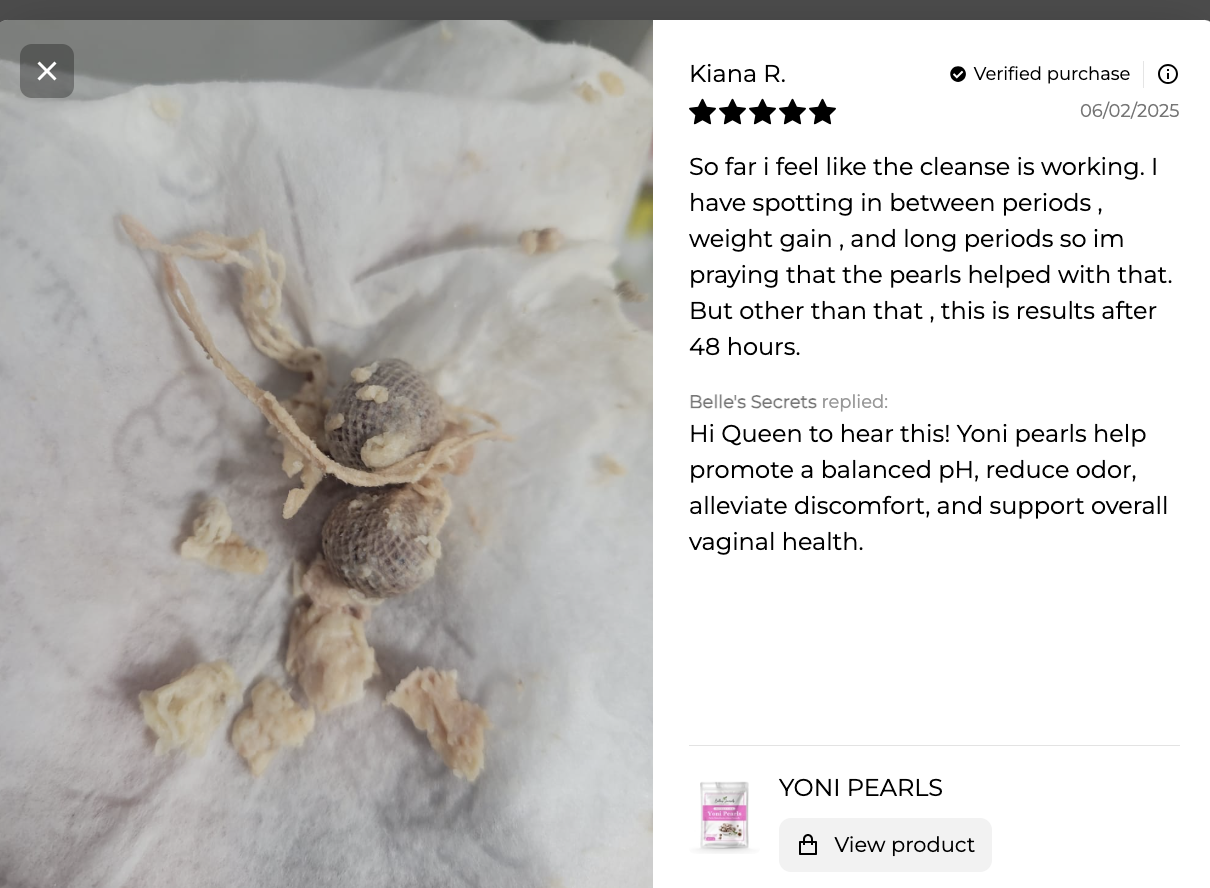 Kiana R.
Verified purchase
06/02/2025
So far i feel like the cleanse is working. I
have spotting in between periods ,
weight gain , and long periods so im
praying that the pearls helped with that.
But other than that , this is results after
48 hours.
Belle's Secrets replied:
Hi Queen to hear this! Yoni pearls help
promote a balanced pH, reduce odor,
alleviate discomfort, and support overall
vaginal health.
YONI PEARLS
Yoni Pearls
View product